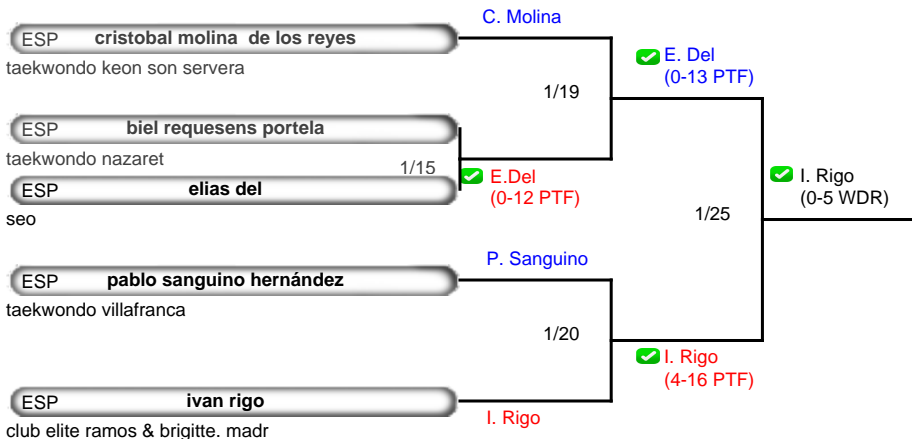 C. Molina
ESP cristobal molina de los reyes
taekwondo keon son servera
E. Del
(0-13 PTF)
1/19
ESP biel requesens portela
taekwondo nazaret
1/15
E.Del
(0-12 PTF)
ESP elias del
seo
I. Rigo
(0-5 WDR)
1/25
P. Sanguino
ESP pablo sanguino hernández
taekwondo villafranca
1/20
I. Rigo
(4-16 PTF)
ESP ivan rigo
I. Rigo
club elite ramos & brigitte. madr